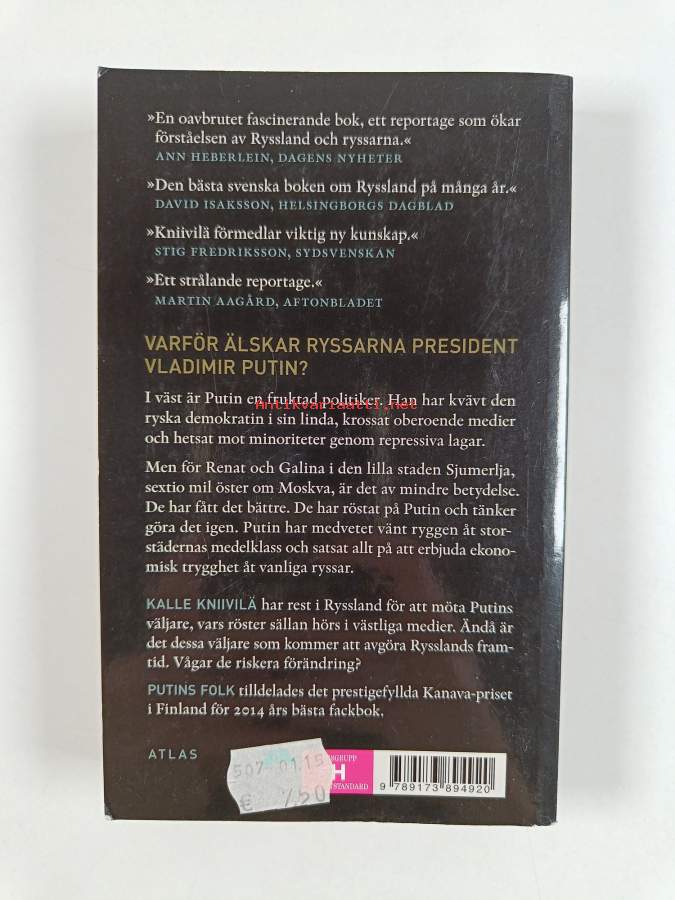 »En oavbrutet fascinerande bok, ett reportage som ökar
förståelsen av Ryssland och ryssarna.«
ANN HEBERLEIN, DAGENS NYHETER
»Den bästa svenska boken om Ryssland på många år.«
DAVID ISAKSSON, HELSINGBORGS DAGBLAD
»Kniivilä förmedlar viktig ny kunskap.«
STIG FREDRIKSSON, SYDSVENSKAN
»Ett strålande reportage.«
MARTIN AAGÅRD, AFTONBLADET
VARFÖR ÄLSKAR RYSSARNA PRESIDENT
VLADIMIR PUTIN?
I väst är Putin en fruktad politiker. Han har kvävt den
Antikvariaatti.net
ryska demokratin i sin linda, krossat oberoende medier
och hetsat mot minoriteter genom repressiva lagar.
Men för Renat och Galina i den lilla staden Sjumerlja,
sextio mil öster om Moskva, är det av mindre betydelse.
De har fått det bättre. De har röstat på Putin och tänker
göra det igen. Putin har medvetet vänt ryggen åt stor-
städernas medelklass och satsat allt på att erbjuda ekono-
misk trygghet åt vanliga ryssar.
KALLE KNIIVILÄ har rest i Ryssland för att möta Putins
väljare, vars röster sällan hörs i västliga medier. Ändå är
det dessa väljare som kommer att avgöra Rysslands fram-
tid. Vågar de riskera förändring?
PUTINS FOLK tilldelades det prestigefyllda Kanava-priset
i Finland för 2014 års bästa fackbok.
ATLAS
507 01.15
€ 7,50
H
9 789173 894920